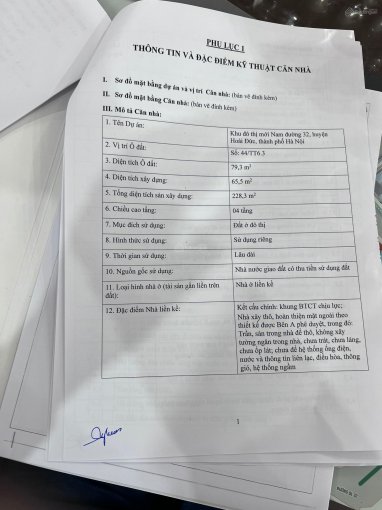 PHỤ LỤC I
THÔNG TIN VÀ ĐẶC ĐIỂM KỸ THUẬT CĂN NHÀ
I. Sơ đồ mặt bằng dự án và vị trí Căn nhà: (bản vẽ đính kèm)
II. Sơ đồ mặt bằng Căn nhà: (bản vẽ đính kèm)
III. Mô tả Căn nhà:
1. Tên Dự án:
Khu đô thị mới Nam đường 32, huyện
Hoài Đức, thành phố Hà Nội
2. Vị trí Ô đất:
Số: 44/TT6.3
3. Diện tích Ô đất:
79,3 m²
4. Diện tích xây dựng:
65,5 m²
5. Tổng diện tích sàn xây dựng:
228,3 m²
6. Chiều cao tầng:
04 tầng
7. Mục đích sử dụng:
Đất ở đô thị
8. Hình thức sử dụng:
Sử dụng riêng
9. Thời gian sử dụng:
Lâu dài
10. Nguồn gốc sử dụng:
Nhà nước giao đất có thu tiền sử dụng đất
11. Loại hình nhà ở (tài sản gắn liền trên
đất):
Nhà ở liền kề
12. Đặc điểm Nhà liền kề:
Kết cấu chính: khung BTCT chịu lực;
Nhà xây thô, hoàn thiện mặt ngoài theo
thiết kế được Bên A phê duyệt, trong đó:
Trần, sàn trong nhà để thô, không xây
tường ngăn trong nhà, chưa trát, chưa láng,
chưa ốp lát; chưa để hệ thống ống điện,
nước và thông tin liên lạc, điều hòa, thông
gió, hệ thống ngầm
1